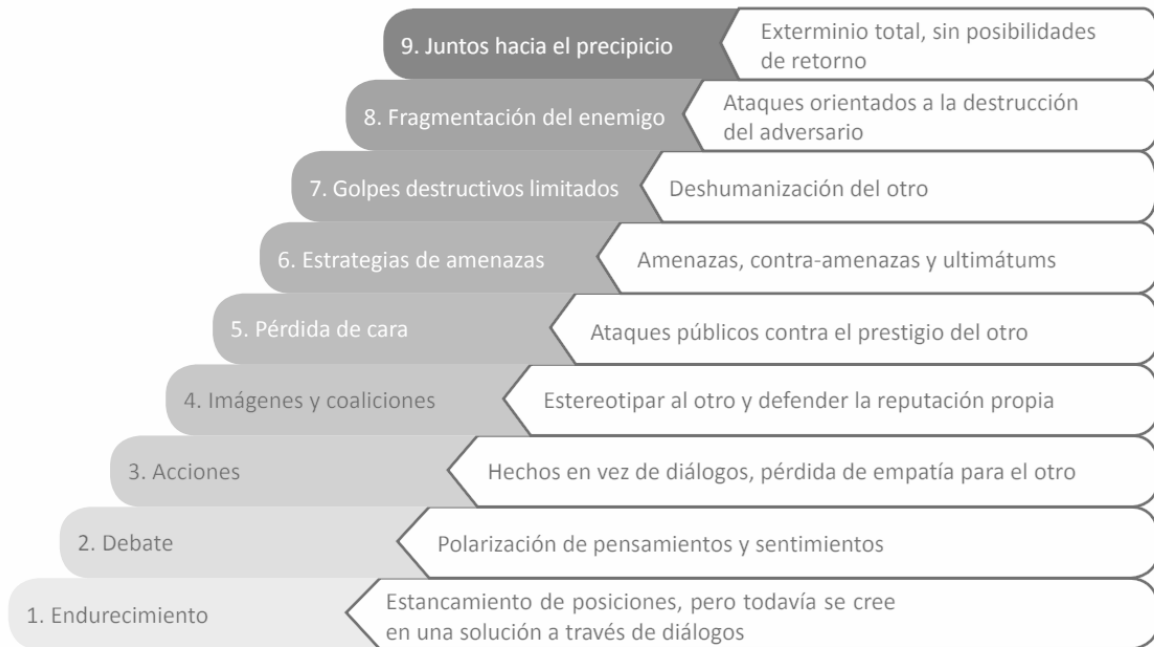 9. Juntos hacia el precipicio
Exterminio total, sin posibilidades
de retorno
8. Fragmentación del enemigo
Ataques orientados a la destrucción
del adversario
7. Golpes destructivos limitados
Deshumanización del otro
6. Estrategias de amenazas
Amenazas, contra-amenazas y ultimátums
5. Pérdida de cara
Ataques públicos contra el prestigio del otro
4. Imágenes y coaliciones
Estereotipar al otro y defender la reputación propia
3. Acciones
Hechos en vez de diálogos, pérdida de empatía para el otro
2. Debate
Polarización de pensamientos y sentimientos
1. Endurecimiento
Estancamiento de posiciones, pero todavía se cree
en una solución a través de diálogos